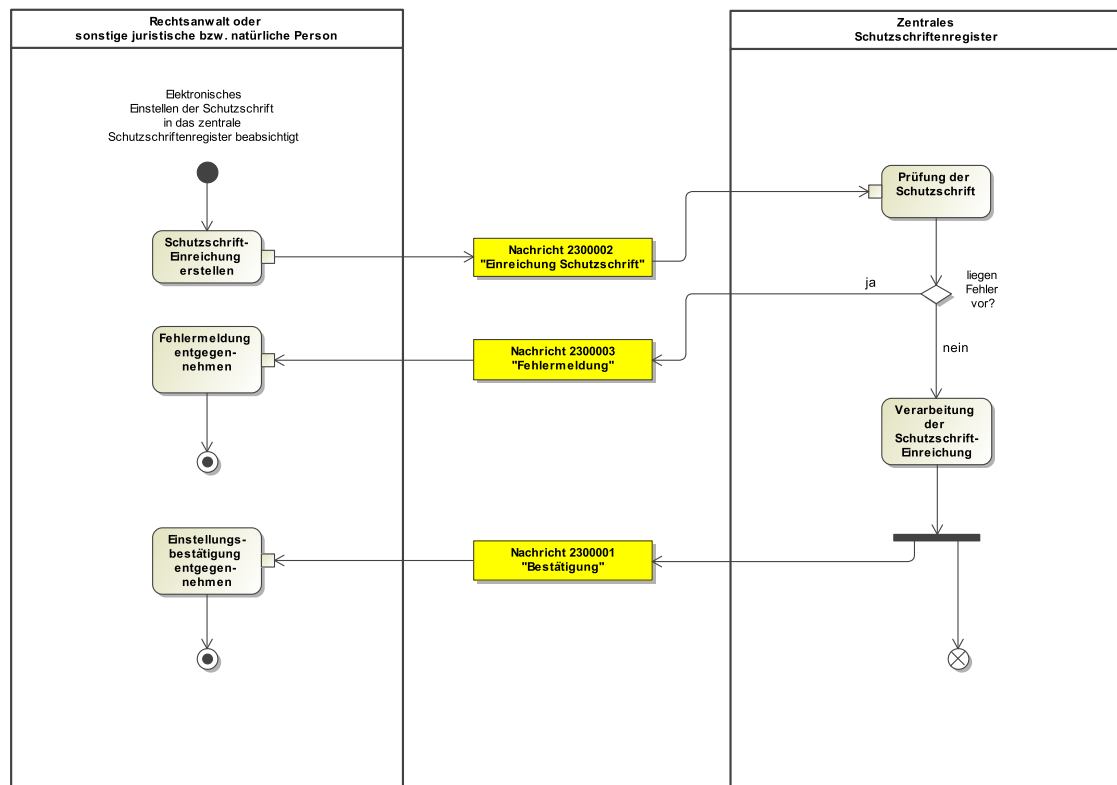 Rechtsanwalt oder
sonstige juristische bzw. natürliche Person
Zentrales
Schutzschriftenregister
Elektronisches
Einstellen der Schutzschrift
in das zentrale
Schutzschriftenregister beabsichtigt
Prüfung der
Schutzschrift
Schutzschrift-
Einreichung
erstellen
Nachricht 2300002
"Einreichung Schutzschrift"
ja
liegen
Fehler
vor?
Fehlermeldung
entgegen-
nehmen
Nachricht 2300003
"Fehlermeldung"
nein
Verarbeitung
der
Schutzschrift-
Einreichung
Einstellungs-
bestätigung
entgegen-
nehmen
Nachricht 2300001
"Bestätigung"